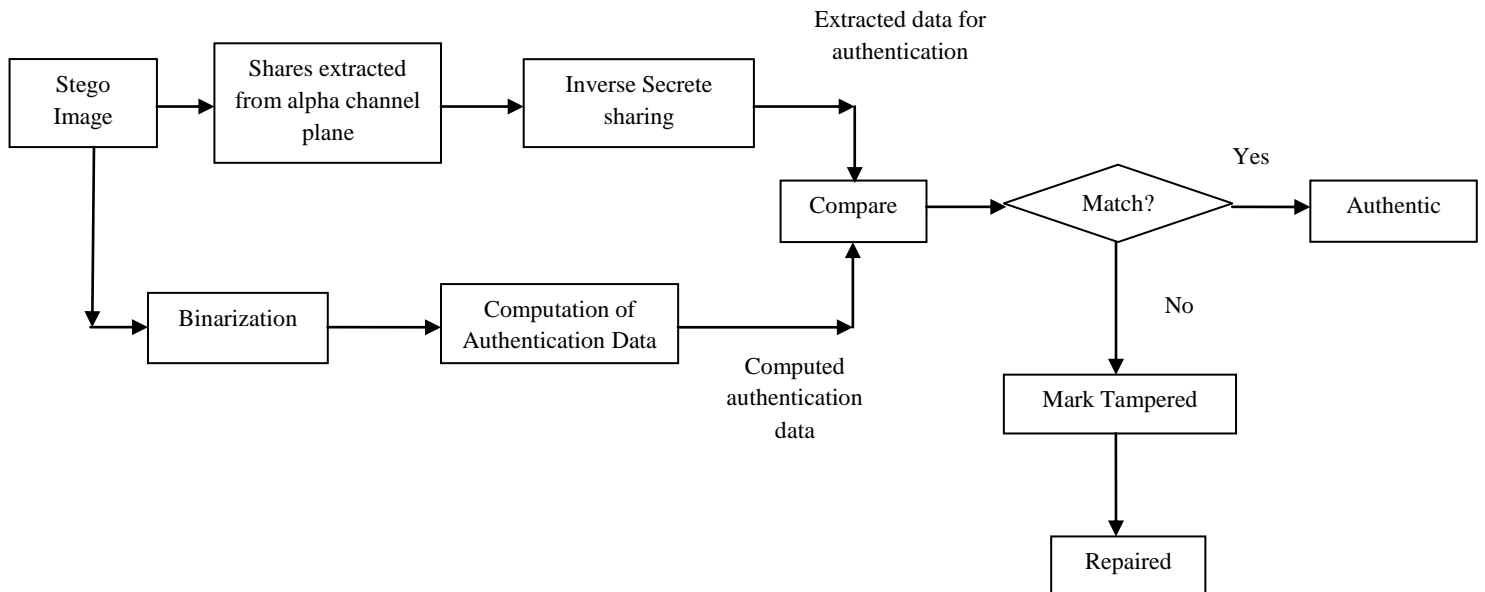 Extracted data for
authentication
Stego
Image
Shares extracted
from alpha channel
plane
Inverse Secrete
sharing
Compare
Match?
Yes
Authentic
Binarization
Computation of
Authentication Data
Computed
authentication
data
No
Mark Tampered
Repaired